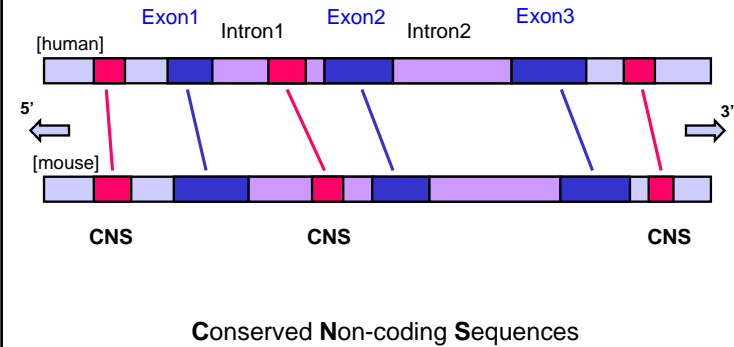 Exon1 Intron1 Exon2 Intron2 Exon3
[human]
5’ 3’
[mouse]
CNS CNS CNS
Conserved Non-coding Sequences